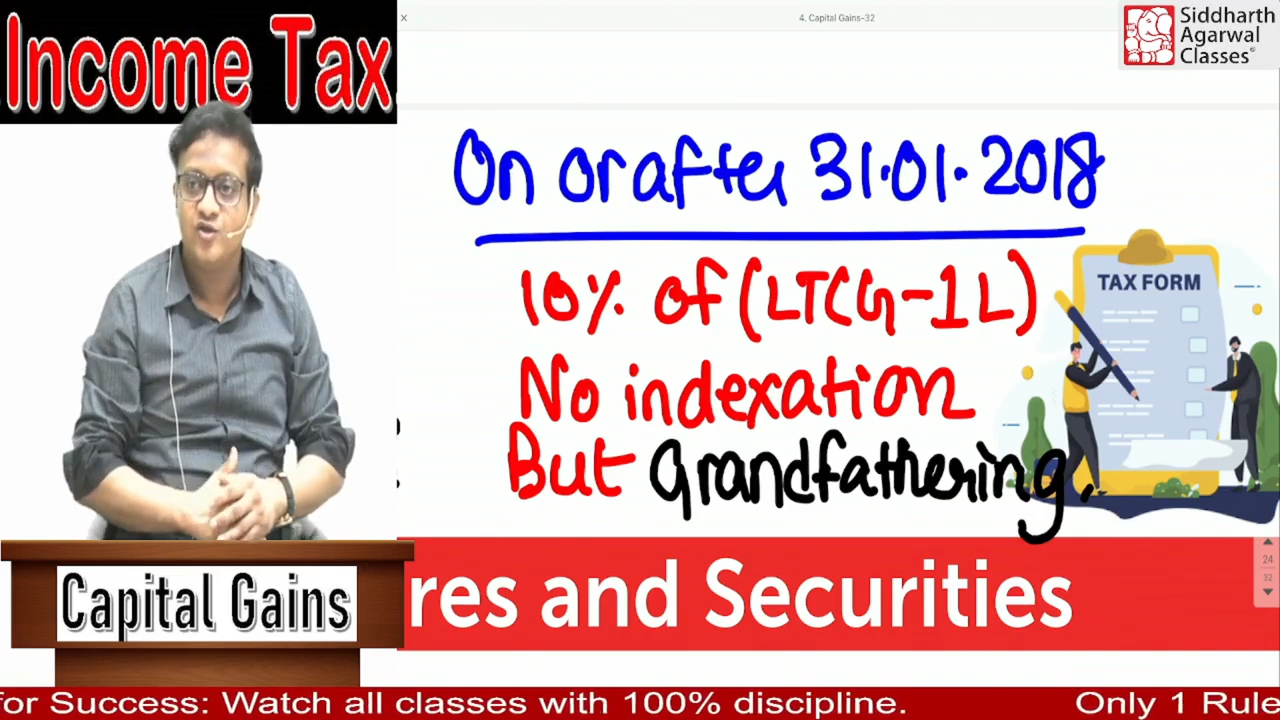 Income Tax
×
4. Capital Gains-32
Siddharth
Agarwal
Classes
On or after 31.01.2018
10% of (LTCG-1L)
No indexation
But Grandfathering.
TAX FORM
24
32
Capital Gains
res and Securities
for Success: Watch all classes with 100% discipline. Only 1 Rule